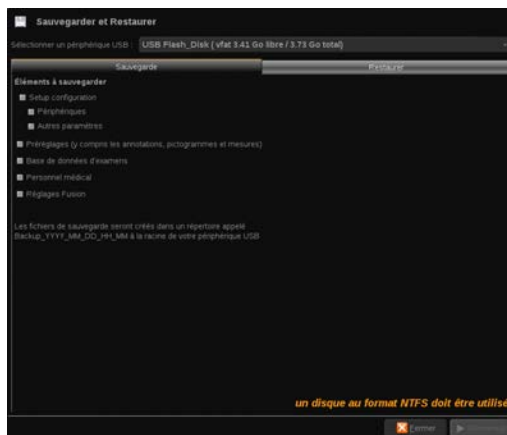 Sauvegarder et Restaurer
Sélectionner un périphérique USB : USB Flash_Disk ( vfat 3.41 Go libre / 3.73 Go total)
Sauvegarde Restaurer
Éléments à sauvegarder
Setup configuration
Périphériques
Autres paramètres
Préréglages (y compris les annotations, pictogrammes et mesures)
Base de données d'examens
Personnel médical
Réglages Fusion
Les fichiers de sauvegarde seront créés dans un répertoire appelé
Backup_YYYY_MM_DD_HH_MM à la racine de votre périphérique USB
un disque au format NTFS doit être utilisé
Fermer